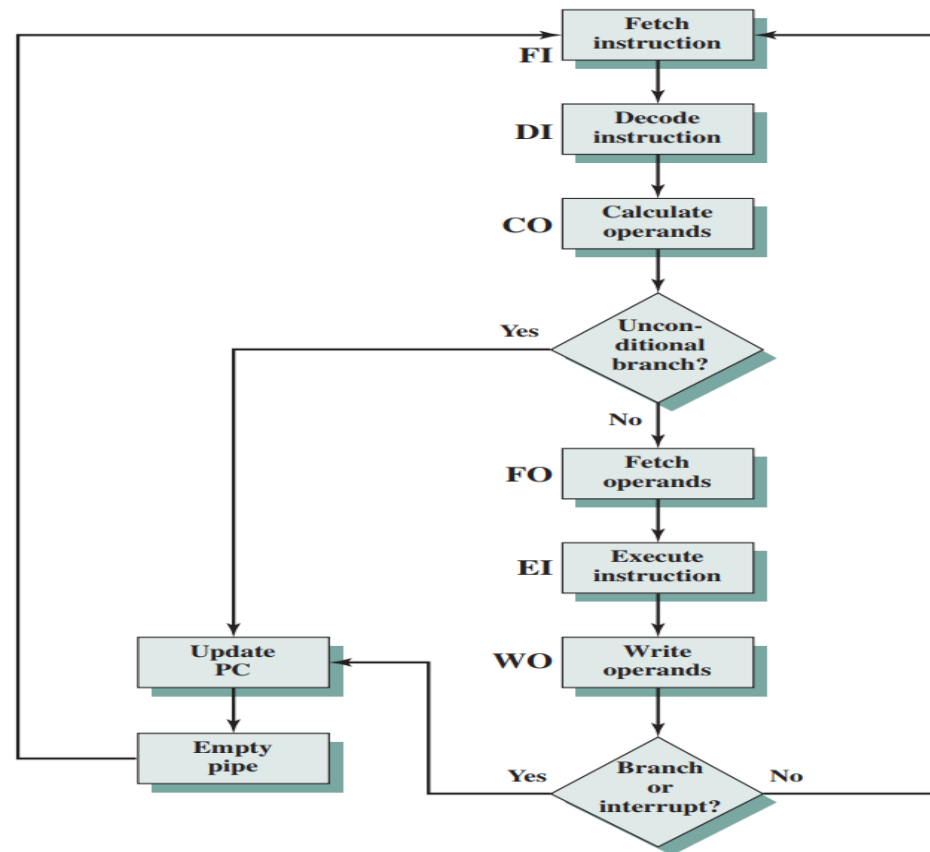 Fetch
instruction
FI
Decode
instruction
DI
Calculate
operands
CO
Yes
Uncon-
ditional
branch?
No
Fetch
operands
FO
Execute
instruction
EI
Update
PC
Write
operands
WO
Empty
pipe
Yes
Branch
or
interrupt?
No